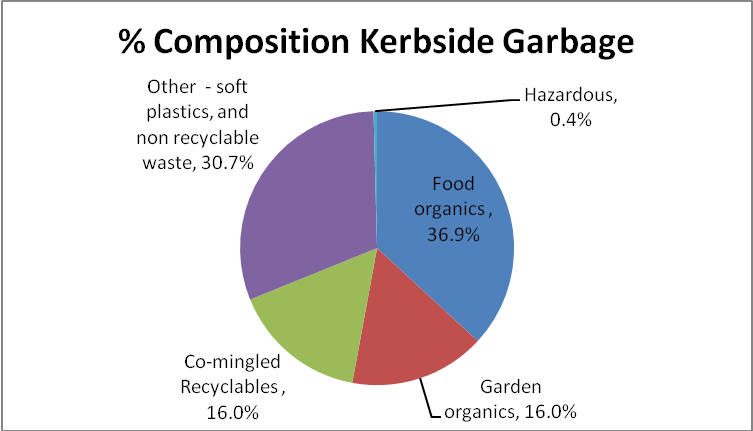 % Composition Kerbside Garbage
Other - soft
plastics, and
non recyclable
waste, 30.7%
Hazardous,
0.4%
Food
organics ,
36.9%
Co-mingled
Recyclables ,
16.0%
Garden
organics, 16.0%